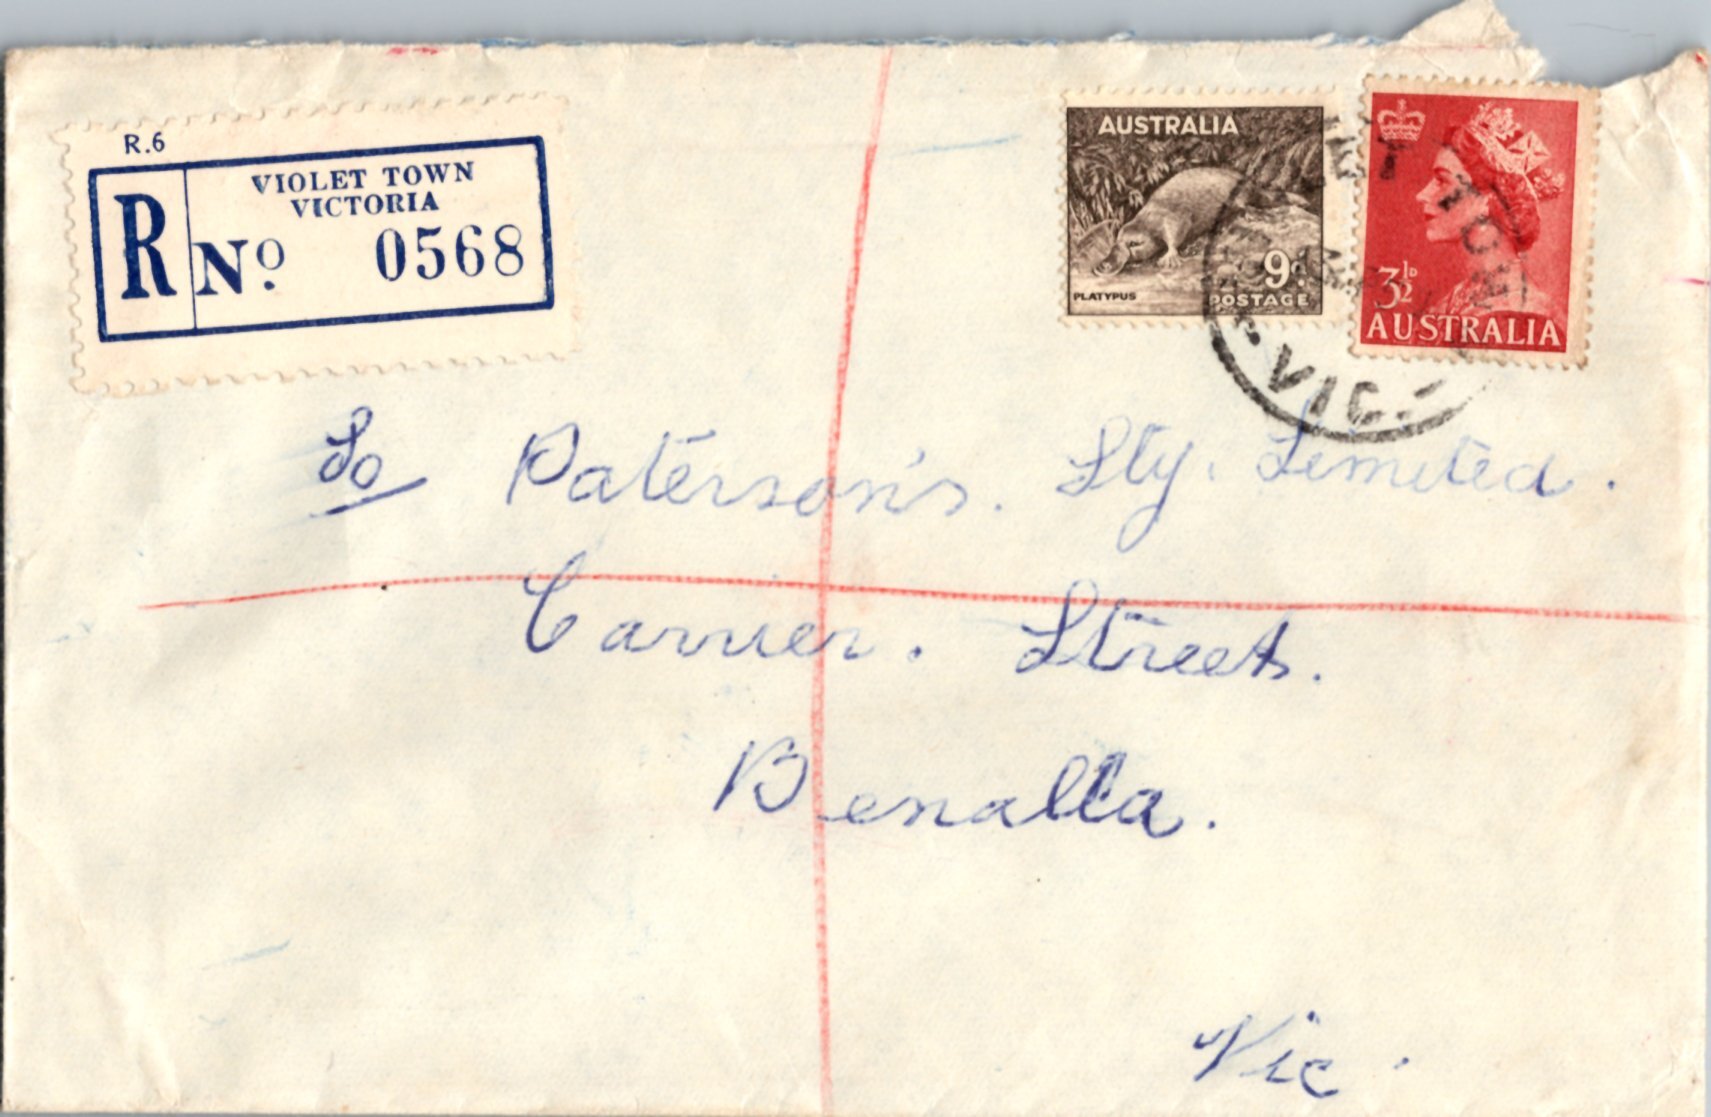 R.6
R
VIOLET TOWN
VICTORIA
Nº 0568
AUSTRALIA
PLATYPUS
9D
POSTAGE
3½D
AUSTRALIA
TOWN
VIC.
To Paterson's. Pty. Limited.
Carrier. Street.
Benalla.
Vic.